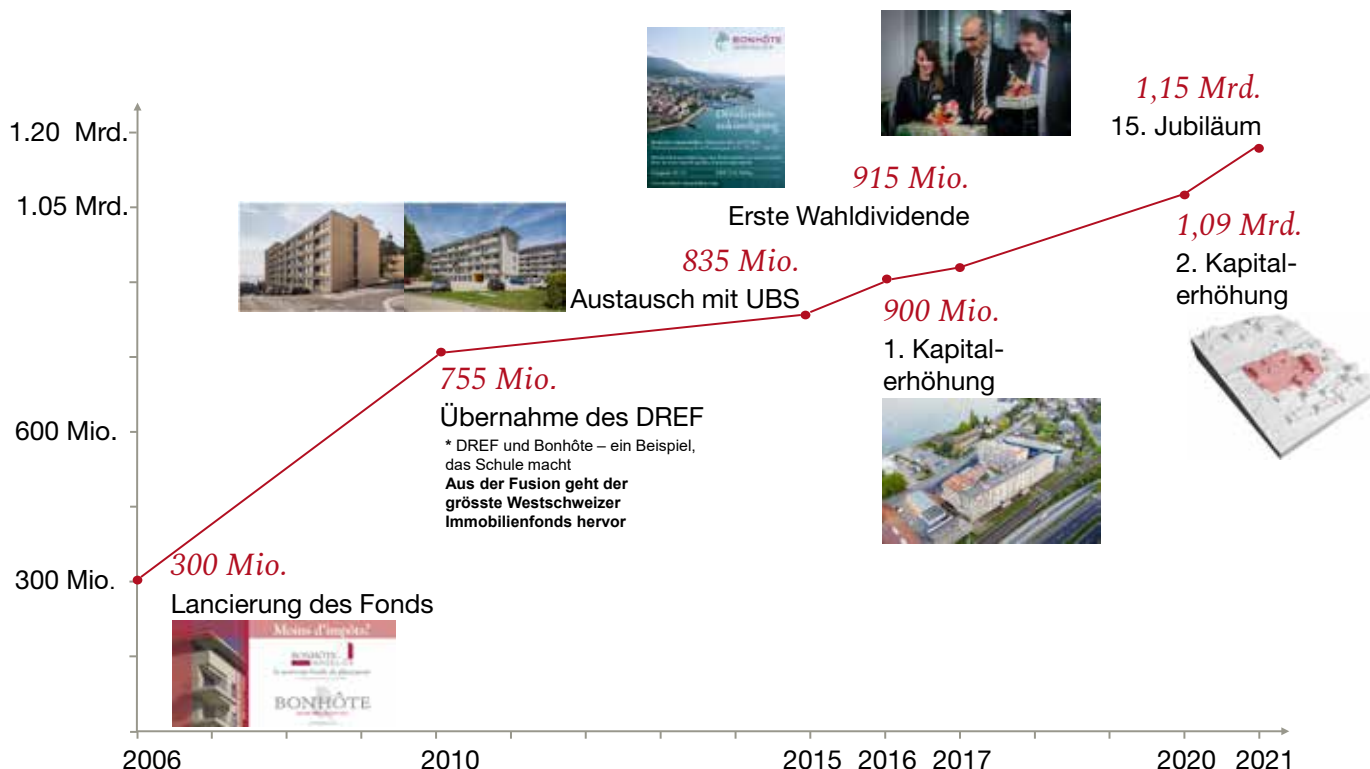 1.20 Mrd.
1.05 Mrd.
600 Mio.
300 Mio.
BONHÔTE
1,15 Mrd.
15. Jubiläum
915 Mio.
Erste Wahldividende
835 Mio.
Austausch mit UBS
1,09 Mrd.
2. Kapital-
erhöhung
900 Mio.
1. Kapital-
erhöhung
755 Mio.
Übernahme des DREF
* DREF und Bonhôte – ein Beispiel,
das Schule macht
Aus der Fusion geht der
grösste Westschweizer
Immobilienfonds hervor
300 Mio.
Lancierung des Fonds
Moins d'impôts?
BONHÔTE
BONHÔTE
2006 2010 2015 2016 2017 2020 2021